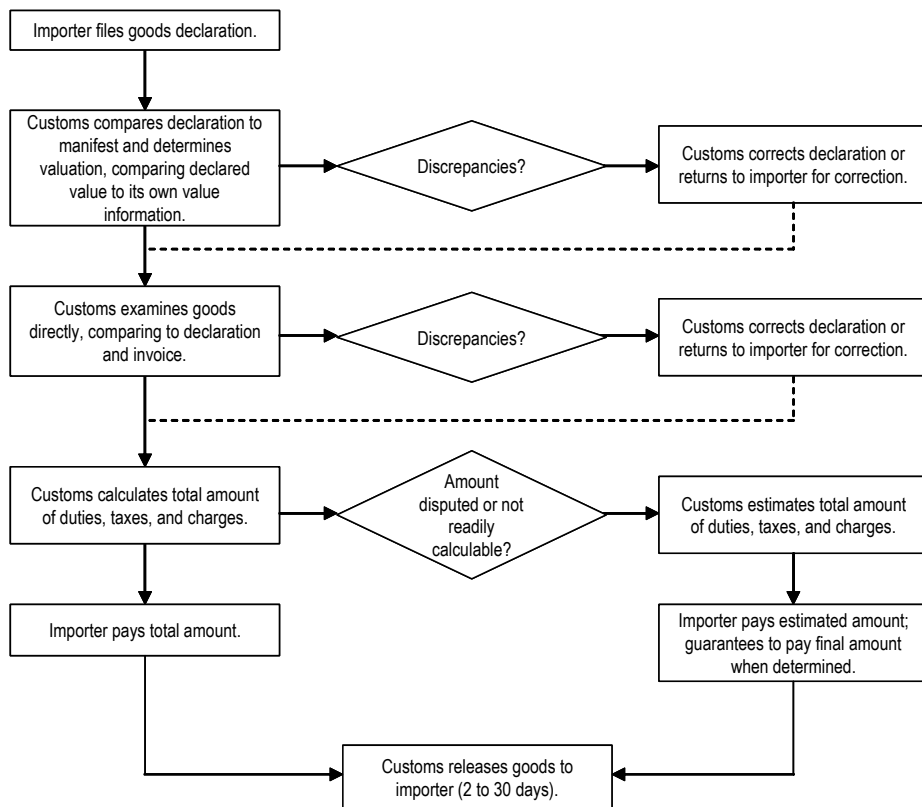 Importer files goods declaration.
Customs compares declaration to
manifest and determines
valuation, comparing declared
value to its own value
information.
Discrepancies?
Customs corrects declaration or
returns to importer for correction.
Customs examines goods
directly, comparing to declaration
and invoice.
Discrepancies?
Customs corrects declaration or
returns to importer for correction.
Customs calculates total amount
of duties, taxes, and charges.
Amount
disputed or not
readily
calculable?
Customs estimates total amount
of duties, taxes, and charges.
Importer pays total amount.
Importer pays estimated amount;
guarantees to pay final amount
when determined.
Customs releases goods to
importer (2 to 30 days).